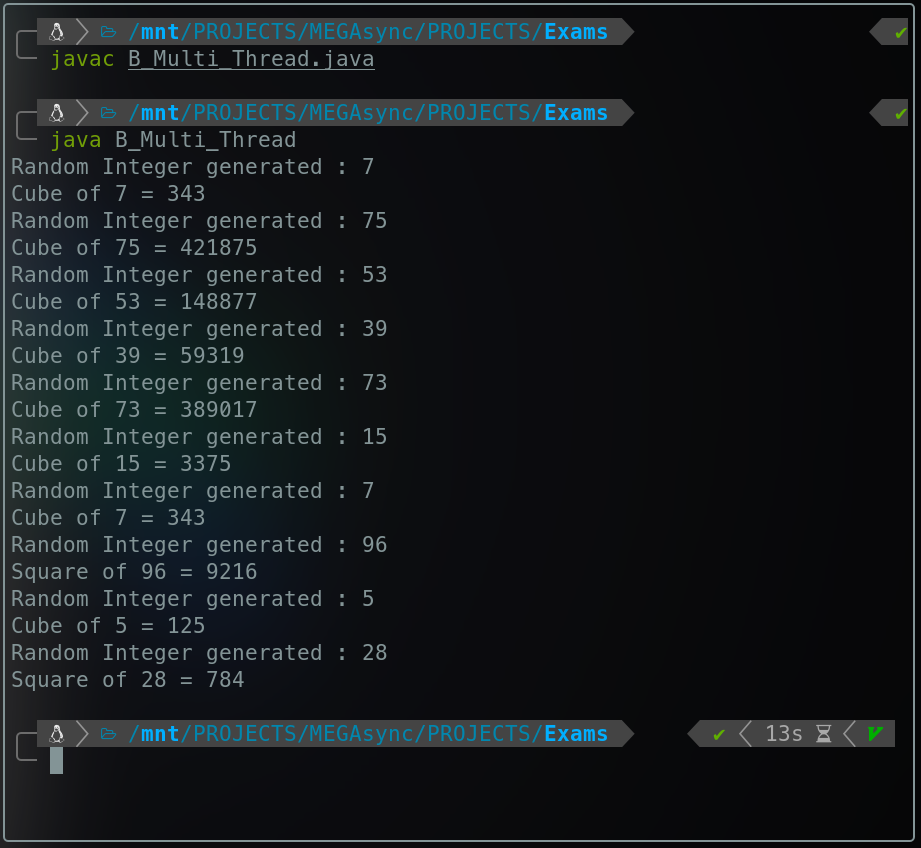 /mnt/PROJECTS/MEGAsync/PROJECTS/Exams ✔
javac B_Multi_Thread.java
/mnt/PROJECTS/MEGAsync/PROJECTS/Exams ✔
java B_Multi_Thread
Random Integer generated : 7
Cube of 7 = 343
Random Integer generated : 75
Cube of 75 = 421875
Random Integer generated : 53
Cube of 53 = 148877
Random Integer generated : 39
Cube of 39 = 59319
Random Integer generated : 73
Cube of 73 = 389017
Random Integer generated : 15
Cube of 15 = 3375
Random Integer generated : 7
Cube of 7 = 343
Random Integer generated : 96
Square of 96 = 9216
Random Integer generated : 5
Cube of 5 = 125
Random Integer generated : 28
Square of 28 = 784
/mnt/PROJECTS/MEGAsync/PROJECTS/Exams ✔ 13s